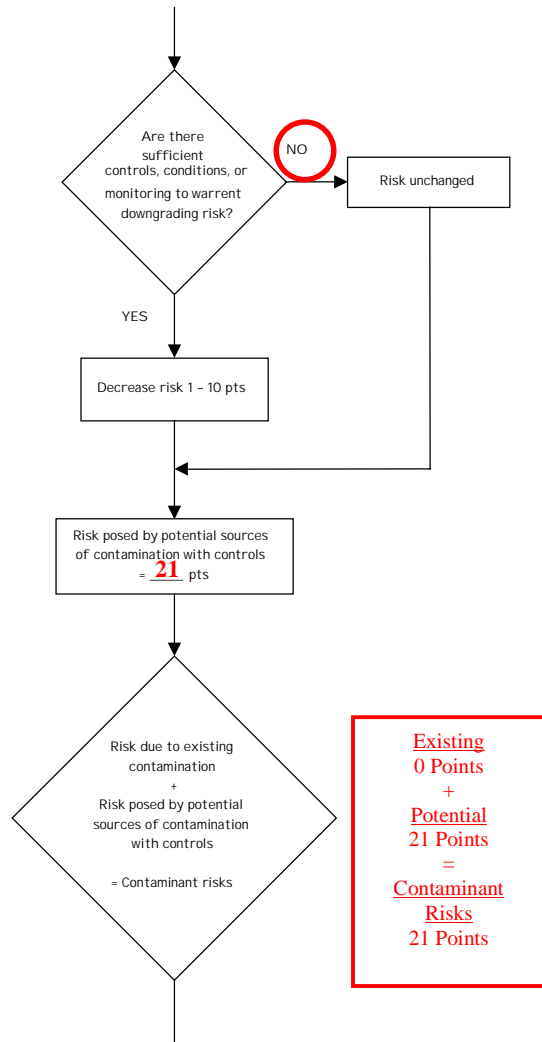 Are there
sufficient
controls, conditions, or
monitoring to warrent
downgrading risk?
NO
Risk unchanged
YES
Decrease risk 1 – 10 pts
Risk posed by potential sources
of contamination with controls
= 21 pts
Risk due to existing
contamination
+
Risk posed by potential
sources of contamination
with controls
= Contaminant risks
Existing
0 Points
+
Potential
21 Points
=
Contaminant
Risks
21 Points